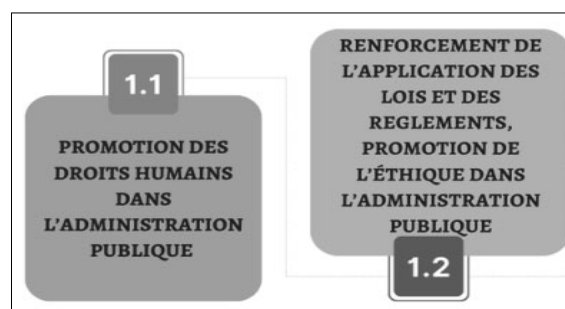 1.1
PROMOTION DES
DROITS HUMAINS
DANS
L'ADMINISTRATION
PUBLIQUE
RENFORCEMENT DE
L'APPLICATION DES
LOIS ET DES
REGLEMENTS,
PROMOTION DE
L'ÉTHIQUE DANS
L'ADMINISTRATION
PUBLIQUE
1.2